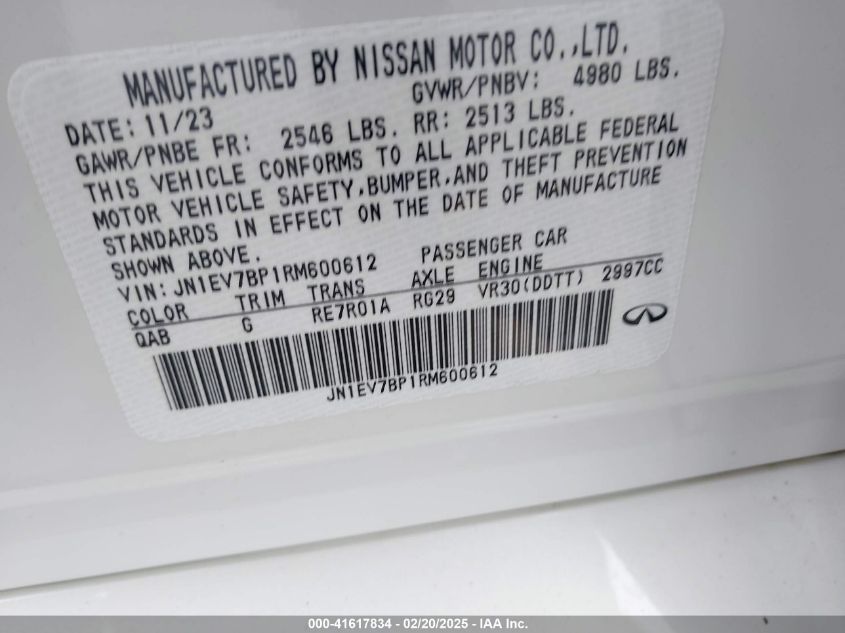 MANUFACTURED BY NISSAN MOTOR CO.,LTD.
DATE: 11/23 GVWR/PNBV: 4980 LBS.
GAWR/PNBE FR: 2546 LBS. RR: 2513 LBS.
THIS VEHICLE CONFORMS TO ALL APPLICABLE FEDERAL
MOTOR VEHICLE SAFETY,BUMPER,AND THEFT PREVENTION
STANDARDS IN EFFECT ON THE DATE OF MANUFACTURE
SHOWN ABOVE.
VIN: JN1EV7BP1RM600612 PASSENGER CAR
COLOR TRIM TRANS AXLE ENGINE
QAB G RE7R01A RG29 VR30(DDTT) 2997CC
JN1EV7BP1RM600612
000-41617834 - 02/20/2025 - IAA Inc.